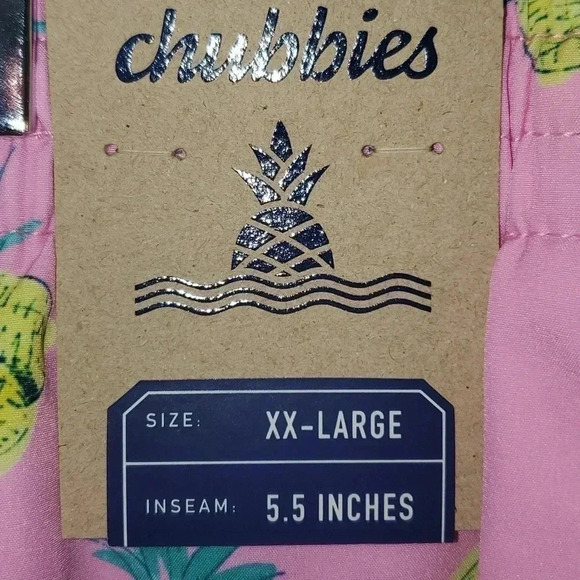 chubbies
SIZE: XX-LARGE
INSEAM: 5.5 INCHES